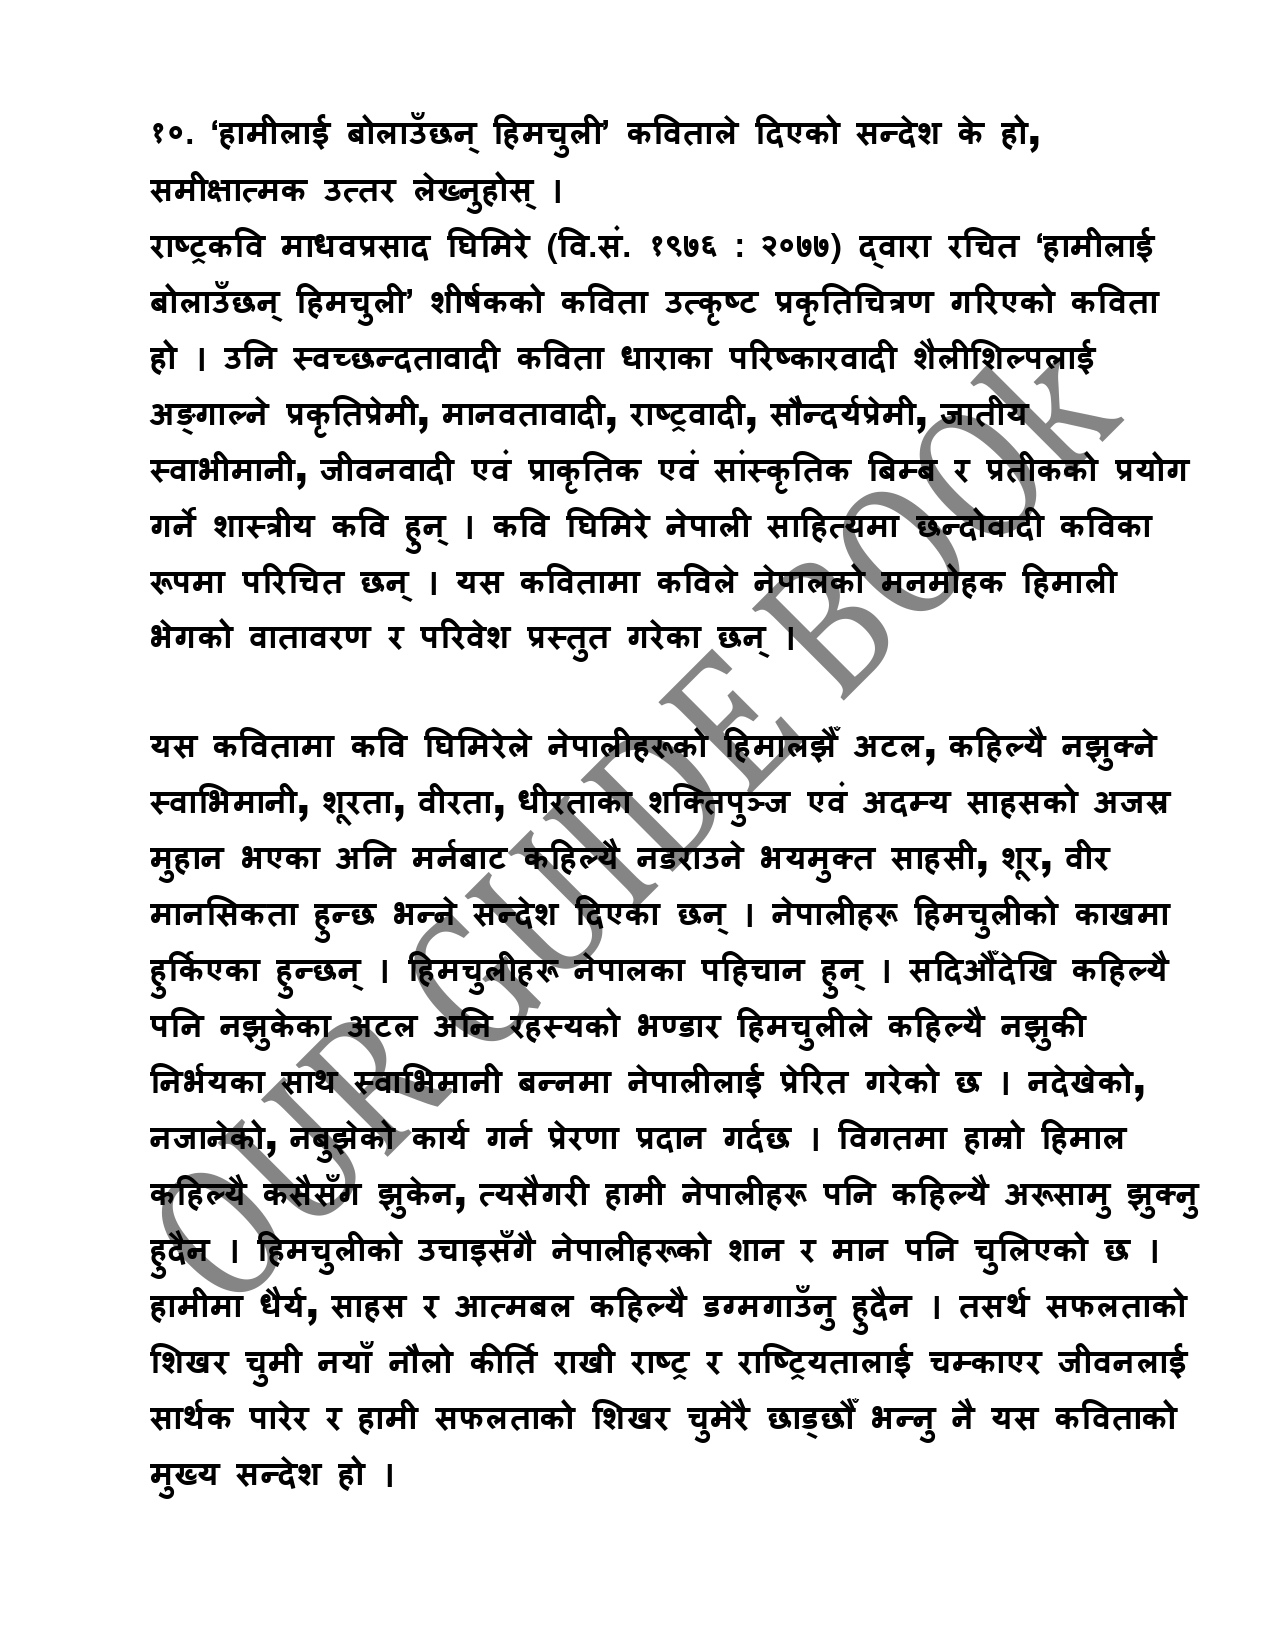 १०. ‘हामीलाई बोलाउँछन् हिमचुली’ कविताले दिएको सन्देश के हो,
समीक्षात्मक उत्तर लेख्नुहोस् ।
राष्ट्रकवि माधवप्रसाद घिमिरे (वि.सं. १९७६ : २०७७) द्वारा रचित ‘हामीलाई
बोलाउँछन् हिमचुली’ शीर्षकको कविता उत्कृष्ट प्रकृतिचित्रण गरिएको कविता
हो । उनि स्वच्छन्दतावादी कविता धाराका परिष्कारवादी शैलीशिल्पलाई
अङ्गाल्ने प्रकृतिप्रेमी, मानवतावादी, राष्ट्रवादी, सौन्दर्यप्रेमी, जातीय
स्वाभीमानी, जीवनवादी एवं प्राकृतिक एवं सांस्कृतिक बिम्ब र प्रतीकको प्रयोग
गर्ने शास्त्रीय कवि हुन् । कवि घिमिरे नेपाली साहित्यमा छन्दोवादी कविका
रूपमा परिचित छन् । यस कवितामा कविले नेपालको मनमोहक हिमाली
भेगको वातावरण र परिवेश प्रस्तुत गरेका छन् ।
यस कवितामा कवि घिमिरेले नेपालीहरूको हिमालझैँ अटल, कहिल्यै नझुक्ने
स्वाभिमानी, शूरता, वीरता, धीरताका शक्तिपुञ्ज एवं अदम्य साहसको अजस्र
मुहान भएका अनि मर्नबाट कहिल्यै नडराउने भयमुक्त साहसी, शूर, वीर
मानसिकता हुन्छ भन्ने सन्देश दिएका छन् । नेपालीहरू हिमचुलीको काखमा
हुर्किएका हुन्छन् । हिमचुलीहरू नेपालका पहिचान हुन् । सदिऔँदेखि कहिल्यै
पनि नझुकेका अटल अनि रहस्यको भण्डार हिमचुलीले कहिल्यै नझुकी
निर्भयका साथ स्वाभिमानी बन्नमा नेपालीलाई प्रेरित गरेको छ । नदेखेको,
नजानेको, नबुझेको कार्य गर्न प्रेरणा प्रदान गर्दछ । विगतमा हाम्रो हिमाल
कहिल्यै कसैसँग झुकेन, त्यसैगरी हामी नेपालीहरू पनि कहिल्यै अरूसामु झुक्नु
हुदैन । हिमचुलीको उचाइसँगै नेपालीहरूको शान र मान पनि चुलिएको छ ।
हामीमा धैर्य, साहस र आत्मबल कहिल्यै डग्मगाउँनु हुदैन । तसर्थ सफलताको
शिखर चुमी नयाँ नौलो कीर्ति राखी राष्ट्र र राष्ट्रियतालाई चम्काएर जीवनलाई
सार्थक पारेर र हामी सफलताको शिखर चुमेरै छाड्छौँ भन्नु नै यस कविताको
मुख्य सन्देश हो ।
OUR GUIDE BOOK